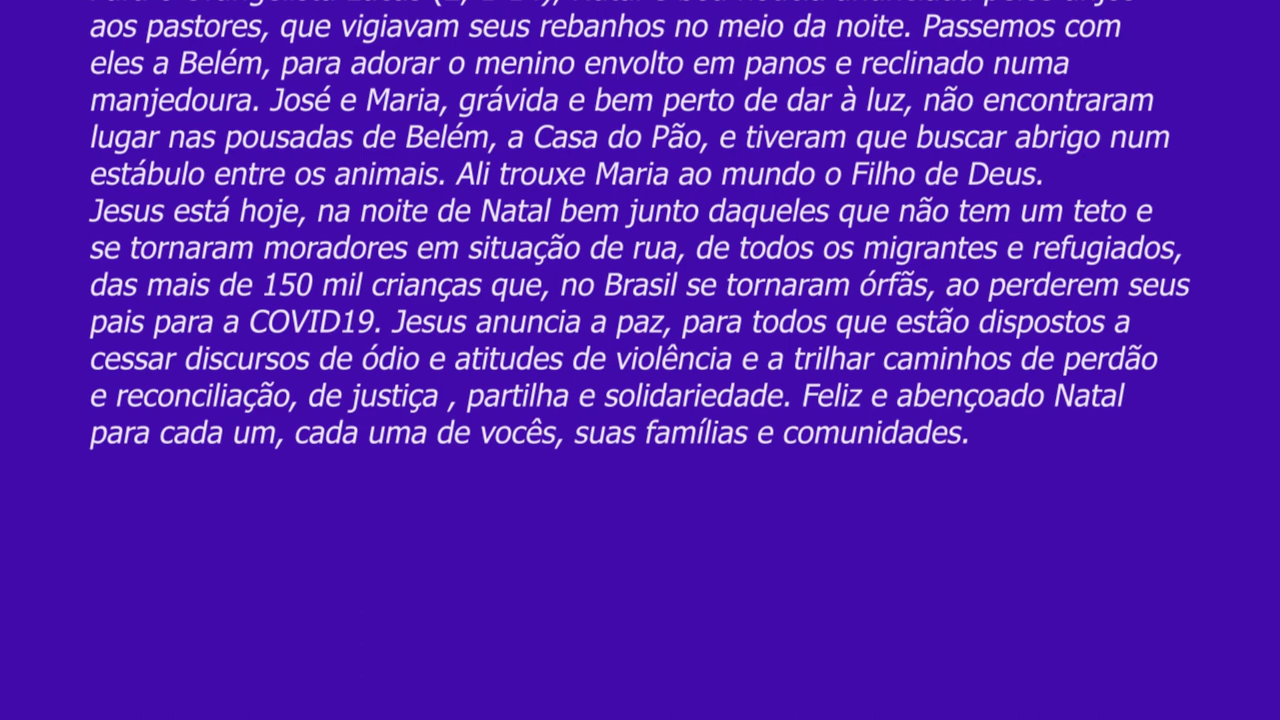 aos pastores, que vigiavam seus rebanhos no meio da noite. Passemos com
eles a Belém, para adorar o menino envolto em panos e reclinado numa
manjedoura. José e Maria, grávida e bem perto de dar à luz, não encontraram
lugar nas pousadas de Belém, a Casa do Pão, e tiveram que buscar abrigo num
estábulo entre os animais. Ali trouxe Maria ao mundo o Filho de Deus.
Jesus está hoje, na noite de Natal bem junto daqueles que não tem um teto e
se tornaram moradores em situação de rua, de todos os migrantes e refugiados,
das mais de 150 mil crianças que, no Brasil se tornaram órfãs, ao perderem seus
pais para a COVID19. Jesus anuncia a paz, para todos que estão dispostos a
cessar discursos de ódio e atitudes de violência e a trilhar caminhos de perdão
e reconciliação, de justiça , partilha e solidariedade. Feliz e abençoado Natal
para cada um, cada uma de vocês, suas famílias e comunidades.